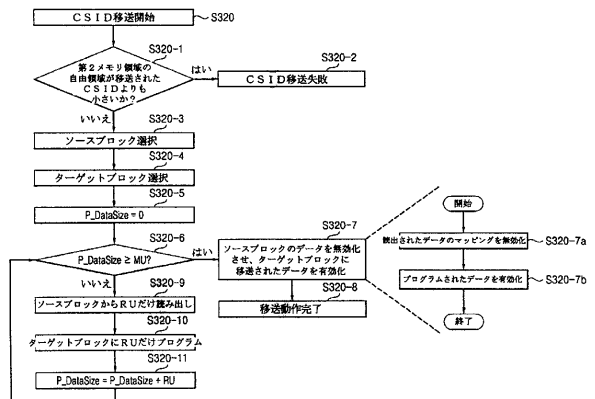 CSID移送開始
S320
S320-1
第2メモリ領域の
自由領域が移送された
CSIDよりも
小さいか?
はい
S320-2
CSID移送失敗
いいえ
S320-3
ソースブロック選択
S320-4
ターゲットブロック選択
S320-5
P_DataSize = 0
S320-6
P_DataSize ≥ MU?
はい
S320-7
ソースブロックのデータを無効化
させ、ターゲットブロックに
移送されたデータを有効化
S320-8
移送動作完了
いいえ
S320-9
ソースブロックからRUだけ読み出し
S320-10
ターゲットブロックにRUだけプログラム
S320-11
P_DataSize = P_DataSize + RU
開始
読出されたデータのマッピングを無効化
S320-7a
プログラムされたデータを有効化
S320-7b
終了